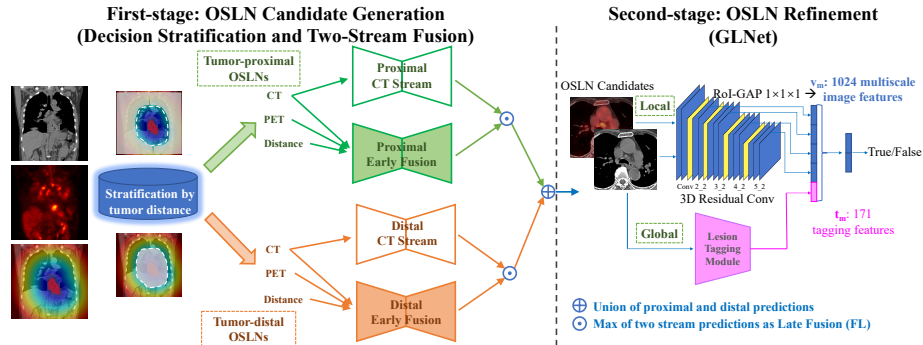 First-stage: OSLN Candidate Generation
(Decision Stratification and Two-Stream Fusion)
Second-stage: OSLN Refinement
(GLNet)
Tumor-proximal
OSLNs
CT
PET
Distance
Proximal
CT Stream
Proximal
Early Fusion
Stratification by
tumor distance
CT
PET
Distance
Distal
CT Stream
Distal
Early Fusion
Tumor-distal
OSLNs
OSLN Candidates
Local
RoI-GAP 1×1×1
v_m: 1024 multiscale
image features
Conv 2_2 3_2 4_2 5_2
3D Residual Conv
True/False
Global
Lesion
Tagging
Module
t_m: 171
tagging features
⊕ Union of proximal and distal predictions
⊙ Max of two stream predictions as Late Fusion (FL)